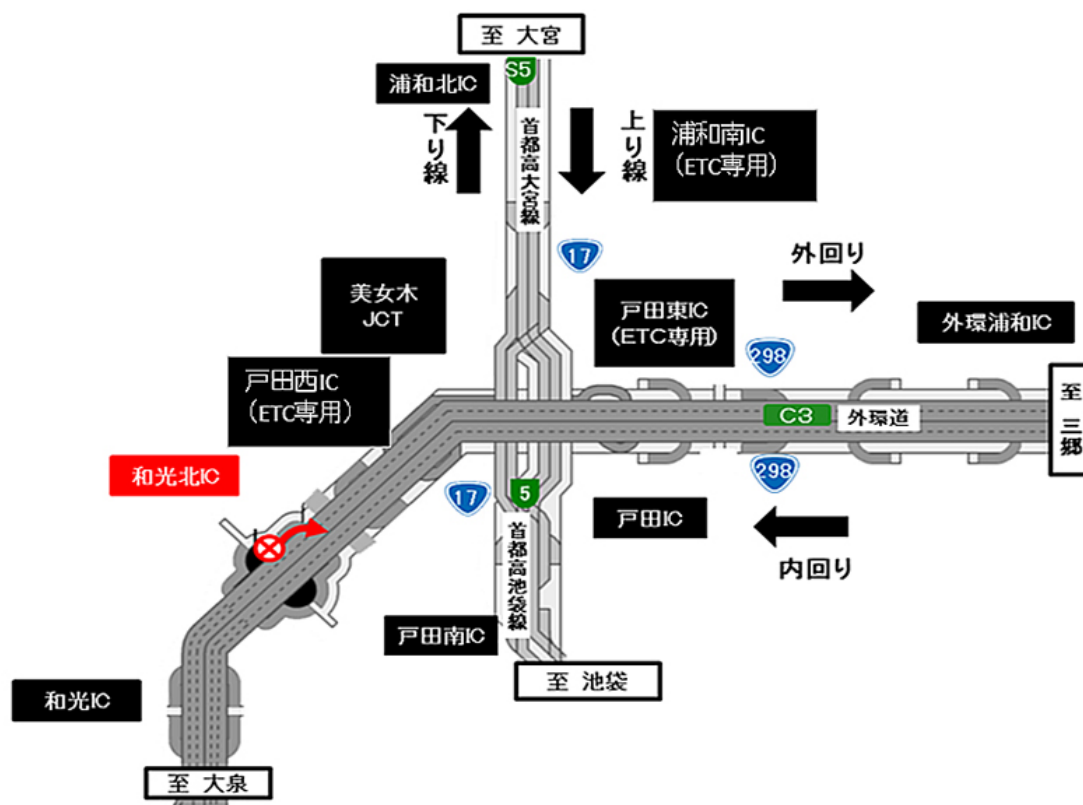 至 大宮
S5
浦和北IC
下り線
首都高大宮線
上り線
浦和南IC
(ETC専用)
17
外回り
美女木
JCT
戸田東IC
(ETC専用)
298
外環浦和IC
戸田西IC
(ETC専用)
C3
外環道
至 三郷
和光北IC
17
5
298
戸田IC
内回り
首都高池袋線
戸田南IC
至 池袋
和光IC
至 大泉